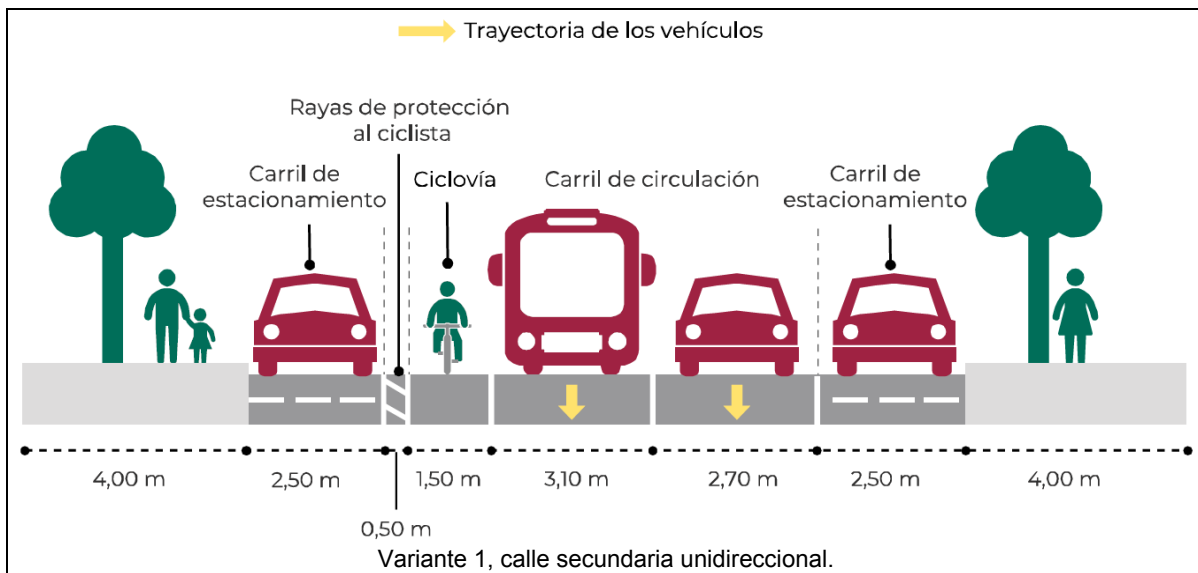 Trayectoria de los vehículos
Rayas de protección
al ciclista
Carril de
estacionamiento
Ciclovía
Carril de circulación
Carril de
estacionamiento
4,00 m
2,50 m
0,50 m
1,50 m
3,10 m
2,70 m
2,50 m
4,00 m
Variante 1, calle secundaria unidireccional.